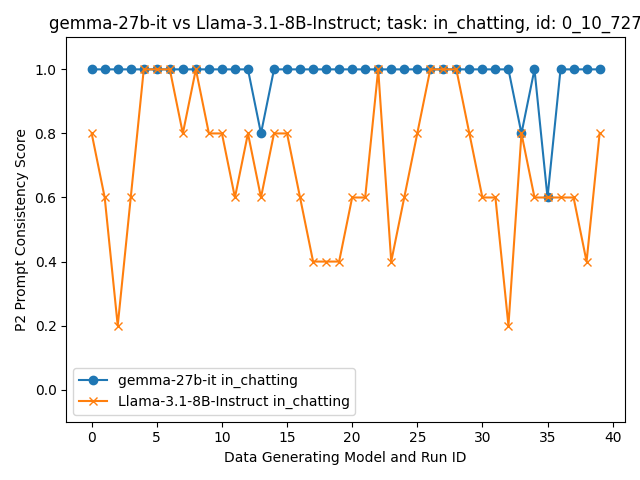 gemma-27b-it vs Llama-3.1-8B-Instruct; task: in_chatting, id: 0_10_727
P2 Prompt Consistency Score
1.0
0.8
0.6
0.4
0.2
0.0
gemma-27b-it in_chatting
Llama-3.1-8B-Instruct in_chatting
0 5 10 15 20 25 30 35 40
Data Generating Model and Run ID